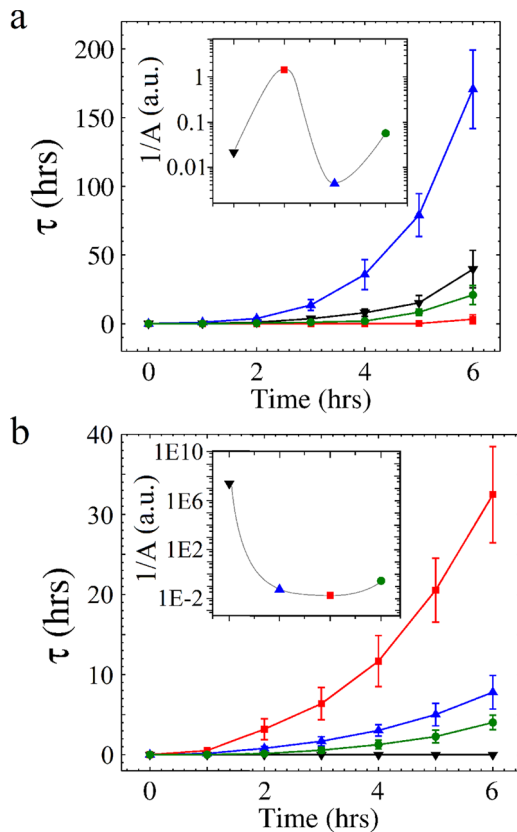 a
200
150
100
50
0
τ (hrs)
1
0.1
0.01
1/A (a.u.)
0 2 4 6
Time (hrs)
b
40
30
20
10
0
τ (hrs)
1E10
1E6
1E2
1E-2
1/A (a.u.)
0 2 4 6
Time (hrs)